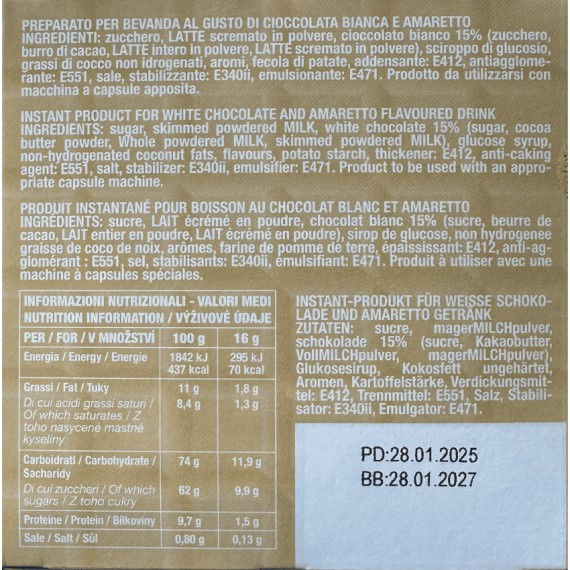 PREPARATO PER BEVANDA AL GUSTO DI CIOCCOLATA BIANCA E AMARETTO
INGREDIENTI: zucchero, LATTE scremato in polvere, cioccolato bianco 15% (zucchero,
burro di cacao, LATTE intero in polvere, LATTE scremato in polvere), sciroppo di glucosio,
grassi di cocco non idrogenati, aromi, fecola di patate, addensante: E412, antiagglome-
rante: E551, sale, stabilizzante: E340ii, emulsionante: E471. Prodotto da utilizzarsi con
macchina a capsule apposita.
INSTANT PRODUCT FOR WHITE CHOCOLATE AND AMARETTO FLAVOURED DRINK
INGREDIENTS: sugar, skimmed powdered MILK, white chocolate 15% (sugar, cocoa
butter powder, Whole powdered MILK, skimmed powdered MILK), glucose syrup,
non-hydrogenated coconut fats, flavours, potato starch, thickener: E412, anti-caking
agent: E551, salt, stabilizer: E340ii, emulsifier: E471. Product to be used with an appro-
priate capsule machine.
PRODUIT INSTANTANÉ POUR BOISSON AU CHOCOLAT BLANC ET AMARETTO
INGRÉDIENTS: sucre, LAIT écrémé en poudre, chocolat blanc 15% (sucre, beurre de
cacao, LAIT entier en poudre, LAIT écrémé en poudre), sirop de glucose, non hydrogenee
graisse de coco de noix, arômes, farine de pomme de terre, épaississant: E412, anti-ag-
glomérant : E551, sel, stabilisants: E340ii, émulsifiant: E471. Produit à utiliser avec une
machine à capsules spéciales.
INFORMAZIONI NUTRIZIONALI - VALORI MEDI
NUTRITION INFORMATION / VÝŽIVOVÉ ÚDAJE
PER / FOR / V MNOŽSTVÍ 100 g 16 g
Energia / Energy / Energie 1842 kJ 295 kJ
437 kcal 70 kcal
Grassi / Fat / Tuky 11 g 1,8 g
Di cui acidi grassi saturi / 8,4 g 1,3 g
Of which saturates / Z
toho nasycené mastné
kyseliny
Carboidrati / Carbohydrate / 74 g 11,9 g
Sacharidy
Di cui zuccheri / Of which 62 g 9,9 g
sugars / Z toho cukry
Proteine / Protein / Bilkoviny 9,7 g 1,5 g
Sale / Salt / Sůl 0,80 g 0,13 g
INSTANT-PRODUKT FÜR WEISSE SCHOKO-
LADE UND AMARETTO GETRÄNK
ZUTATEN: sucre, magerMILCHpulver,
schokolade 15% (sucre, Kakaobutter,
VollMILCHpulver, magerMILCHpulver),
Glukosesirup, Kokosfett ungehärtet,
Aromen, Kartoffelstärke, Verdickungsmit-
tel: E412, Trennmittel: E551, Salz, Stabili-
sator: E340ii, Emulgator: E471.
PD:28.01.2025
BB:28.01.2027